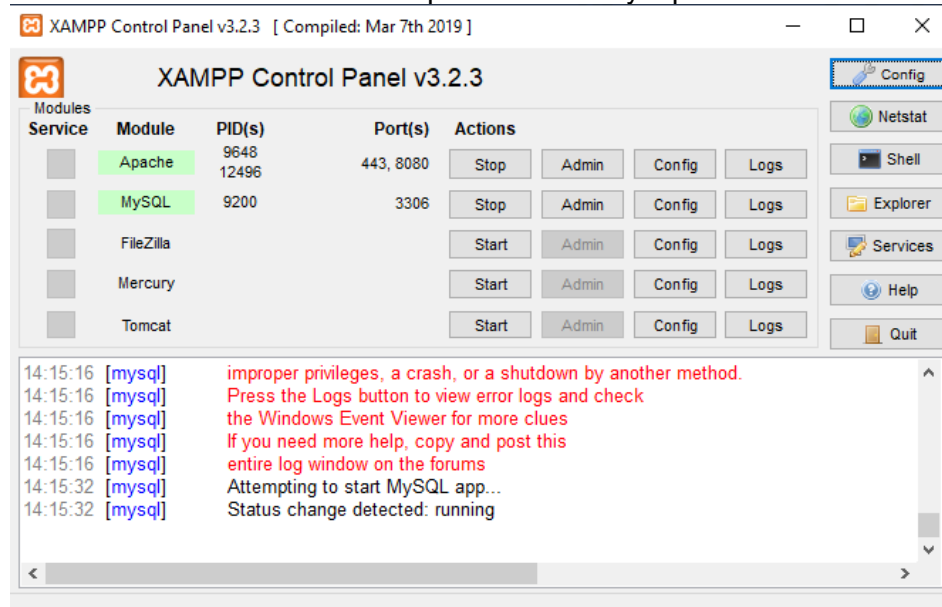 XAMPP Control Panel v3.2.3 [ Compiled: Mar 7th 2019 ]
XAMPP Control Panel v3.2.3
Config
Modules
Service Module PID(s) Port(s) Actions
Netstat
Apache 9648 12496 443, 8080 Stop Admin Config Logs
Shell
MySQL 9200 3306 Stop Admin Config Logs
Explorer
FileZilla Start Admin Config Logs
Services
Mercury Start Admin Config Logs
Help
Tomcat Start Admin Config Logs
Quit
14:15:16 [mysql] improper privileges, a crash, or a shutdown by another method.
14:15:16 [mysql] Press the Logs button to view error logs and check
14:15:16 [mysql] the Windows Event Viewer for more clues
14:15:16 [mysql] If you need more help, copy and post this
14:15:16 [mysql] entire log window on the forums
14:15:32 [mysql] Attempting to start MySQL app...
14:15:32 [mysql] Status change detected: running